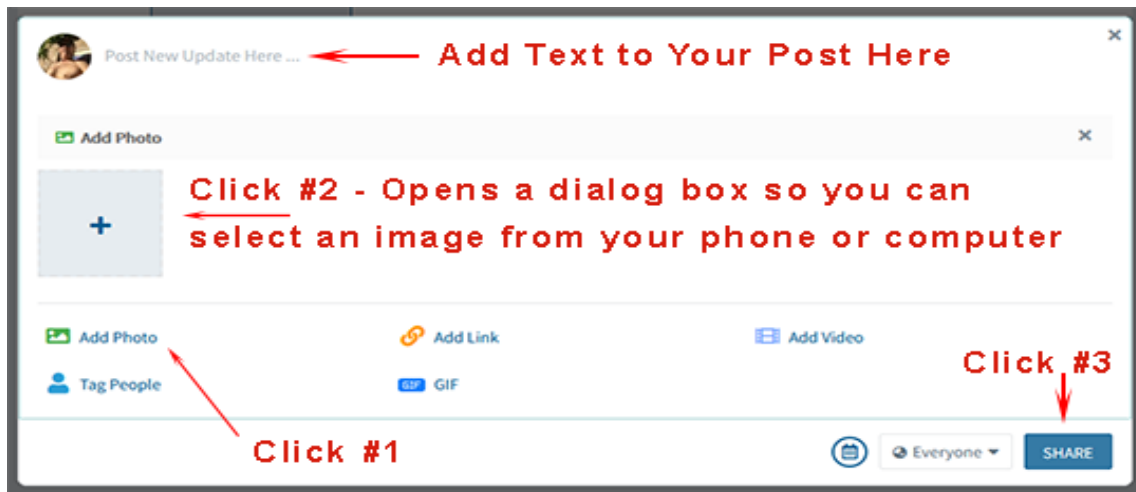 Post New Update Here ... Add Text to Your Post Here
Add Photo
Click #2 - Opens a dialog box so you can
select an image from your phone or computer
Add Photo Add Link Add Video
Click #3
Tag People GIF GIF
Click #1
Everyone SHARE